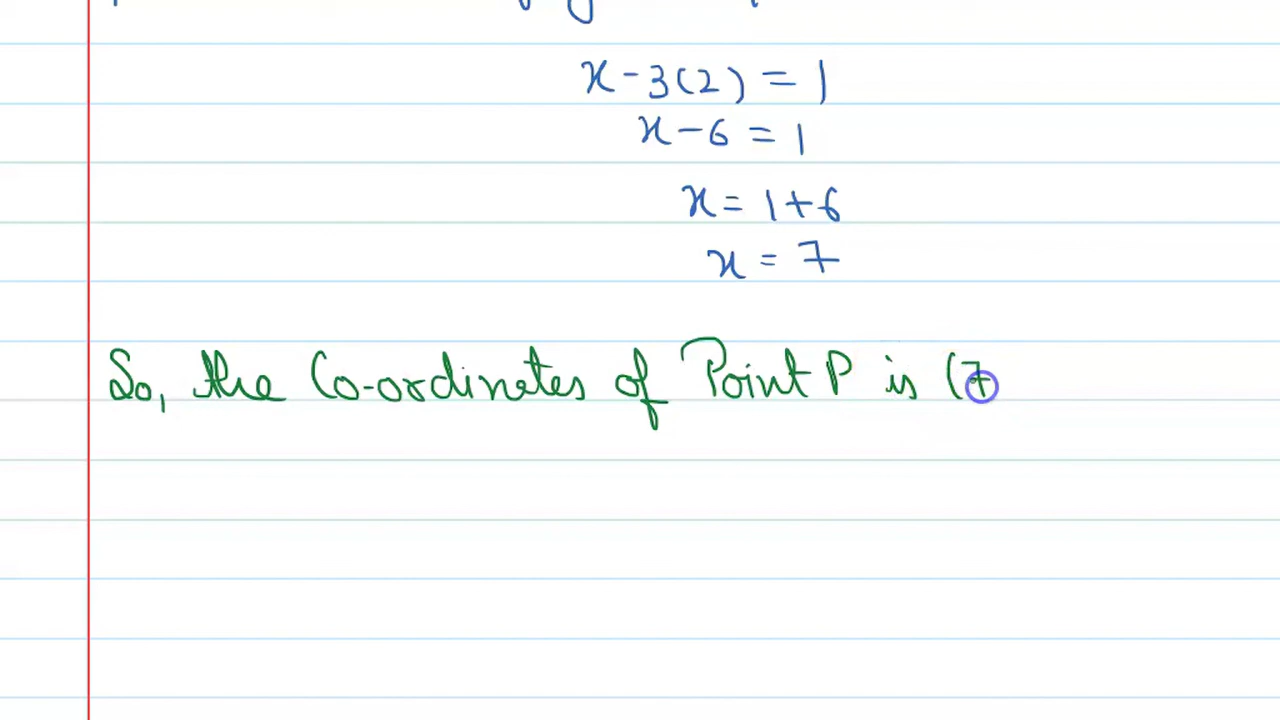 x - 3(2) = 1
x - 6 = 1
x = 1 + 6
x = 7
So, the Co-ordinates of Point P is (7